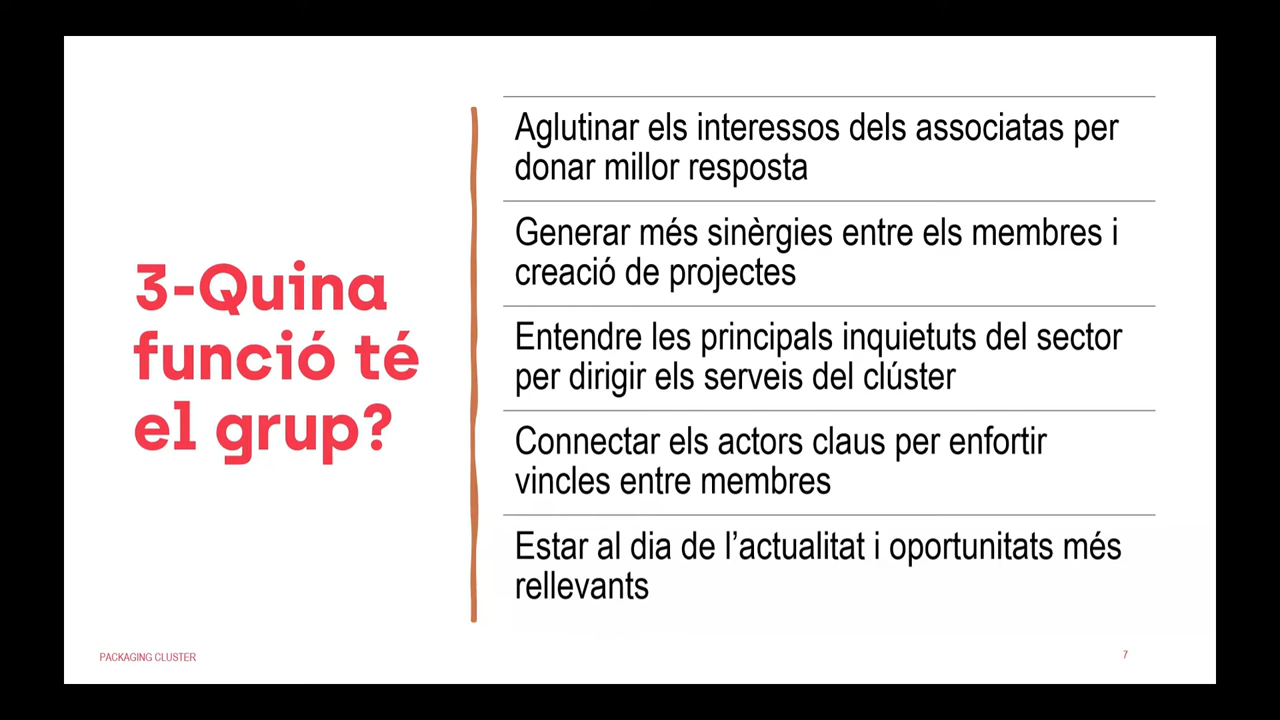 3-Quina
funció té
el grup?
Aglutinar els interessos dels associatas per
donar millor resposta
Generar més sinèrgies entre els membres i
creació de projectes
Entendre les principals inquietuts del sector
per dirigir els serveis del clúster
Connectar els actors claus per enfortir
vincles entre membres
Estar al dia de l’actualitat i oportunitats més
rellevants
PACKAGING CLUSTER
7